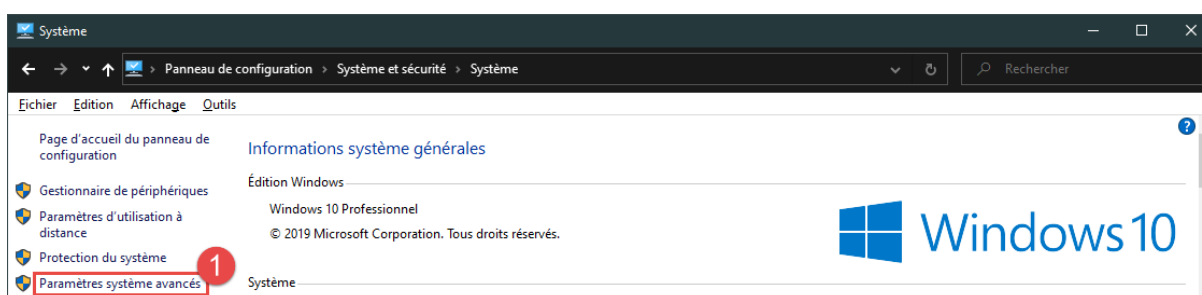 Système
Panneau de configuration > Système et sécurité > Système
Rechercher
Fichier Edition Affichage Outils
?
Page d'accueil du panneau de
configuration
Gestionnaire de périphériques
Paramètres d'utilisation à
distance
Protection du système
1
Paramètres système avancés
Informations système générales
Édition Windows
Windows 10 Professionnel
© 2019 Microsoft Corporation. Tous droits réservés.
Windows 10
Système